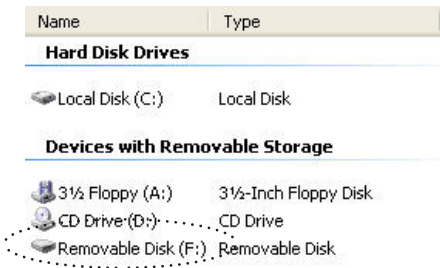 Name Type
Hard Disk Drives
Local Disk (C:) Local Disk
Devices with Removable Storage
3½ Floppy (A:) 3½-Inch Floppy Disk
CD Drive (D:) CD Drive
Removable Disk (F:) Removable Disk